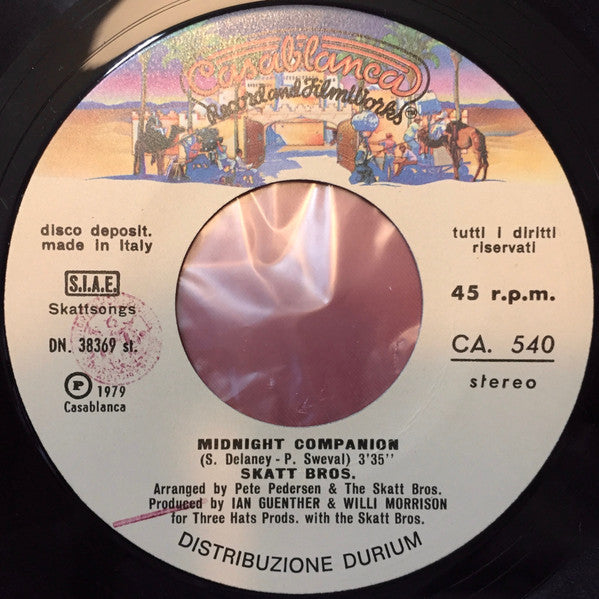 Casablanca
Record and FilmWorks ®
disco deposit.
made in Italy
S.I.A.E.
Skattsongs
DN. 38369 st.
Ⓟ 1979
Casablanca
tutti i diritti
riservati
45 r.p.m.
CA. 540
stereo
MIDNIGHT COMPANION
(S. Delaney - P. Sweval) 3'35''
SKATT BROS.
Arranged by Pete Pedersen & The Skatt Bros.
Produced by IAN GUENTHER & WILLI MORRISON
for Three Hats Prods. with the Skatt Bros.
DISTRIBUZIONE DURIUM